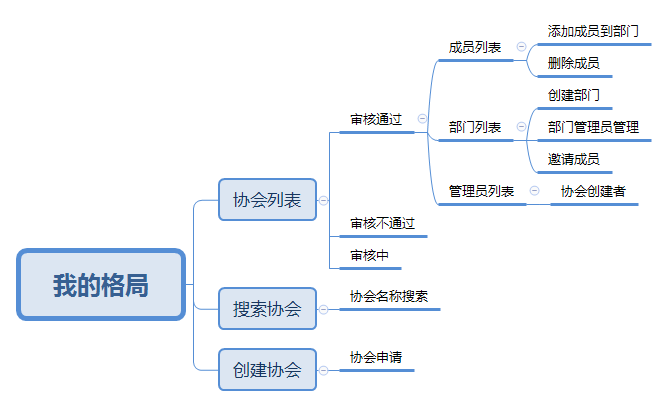 我的格局
协会列表
审核通过
成员列表
添加成员到部门
删除成员
部门列表
创建部门
部门管理员管理
邀请成员
管理员列表
协会创建者
审核不通过
审核中
搜索协会
协会名称搜索
创建协会
协会申请